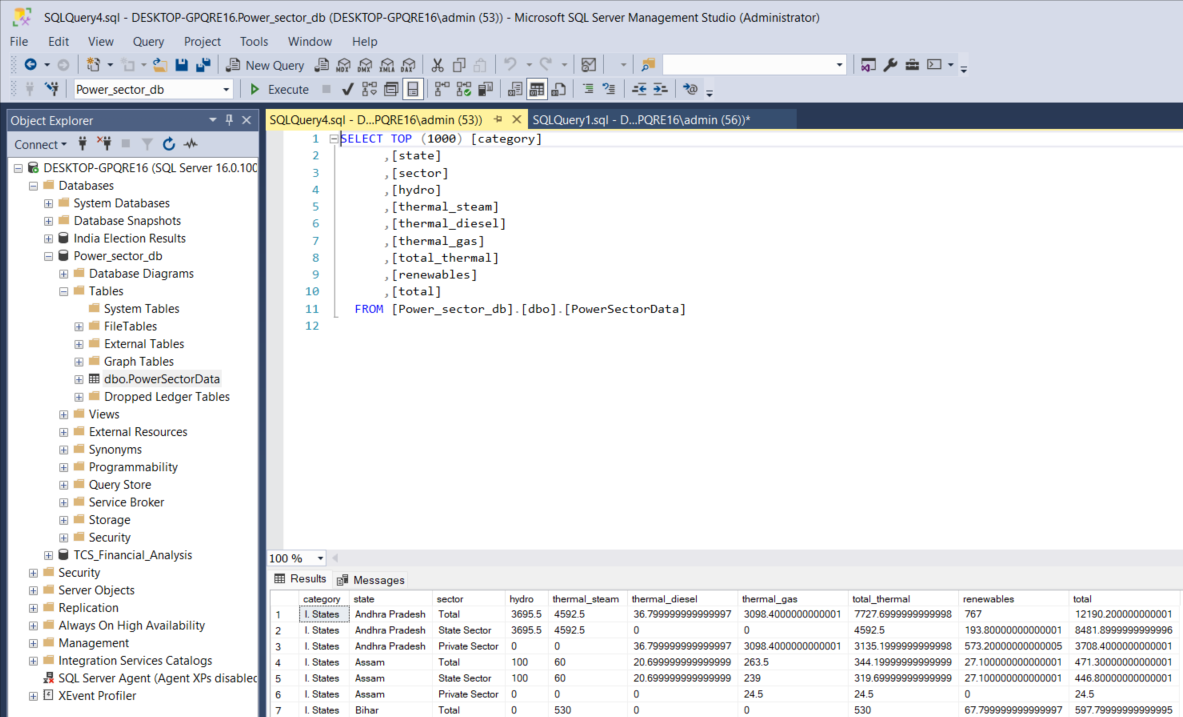 SQLQuery4.sql - DESKTOP-GPQRE16.Power_sector_db (DESKTOP-GPQRE16\admin (53)) - Microsoft SQL Server Management Studio (Administrator)
File Edit View Query Project Tools Window Help
New Query MDX DMX XMLA DAX
Power_sector_db Execute
Object Explorer
Connect
DESKTOP-GPQRE16 (SQL Server 16.0.100
Databases
System Databases
Database Snapshots
India Election Results
Power_sector_db
Database Diagrams
Tables
System Tables
FileTables
External Tables
Graph Tables
dbo.PowerSectorData
Dropped Ledger Tables
Views
External Resources
Synonyms
Programmability
Query Store
Service Broker
Storage
Security
TCS_Financial_Analysis
Security
Server Objects
Replication
Always On High Availability
Management
Integration Services Catalogs
SQL Server Agent (Agent XPs disabled
XEvent Profiler
SQLQuery4.sql - D...PQRE16\admin (53)) SQLQuery1.sql - D...PQRE16\admin (56))*
1 SELECT TOP (1000) [category]
2 ,[state]
3 ,[sector]
4 ,[hydro]
5 ,[thermal_steam]
6 ,[thermal_diesel]
7 ,[thermal_gas]
8 ,[total_thermal]
9 ,[renewables]
10 ,[total]
11 FROM [Power_sector_db].[dbo].[PowerSectorData]
12
100 %
Results Messages
category state sector hydro thermal_steam thermal_diesel thermal_gas total_thermal renewables total
1 I. States Andhra Pradesh Total 3695.5 4592.5 36.799999999999997 3098.4000000000001 7727.6999999999998 767 12190.200000000001
2 I. States Andhra Pradesh State Sector 3695.5 4592.5 0 0 4592.5 193.80000000000001 8481.8999999999996
3 I. States Andhra Pradesh Private Sector 0 0 36.799999999999997 3098.4000000000001 3135.1999999999998 573.20000000000005 3708.4000000000001
4 I. States Assam Total 100 60 20.699999999999999 263.5 344.19999999999999 27.100000000000001 471.30000000000001
5 I. States Assam State Sector 100 60 20.699999999999999 239 319.69999999999999 27.100000000000001 446.80000000000001
6 I. States Assam Private Sector 0 0 0 24.5 24.5 0 24.5
7 I. States Bihar Total 0 530 0 0 530 67.799999999999997 597.79999999999995